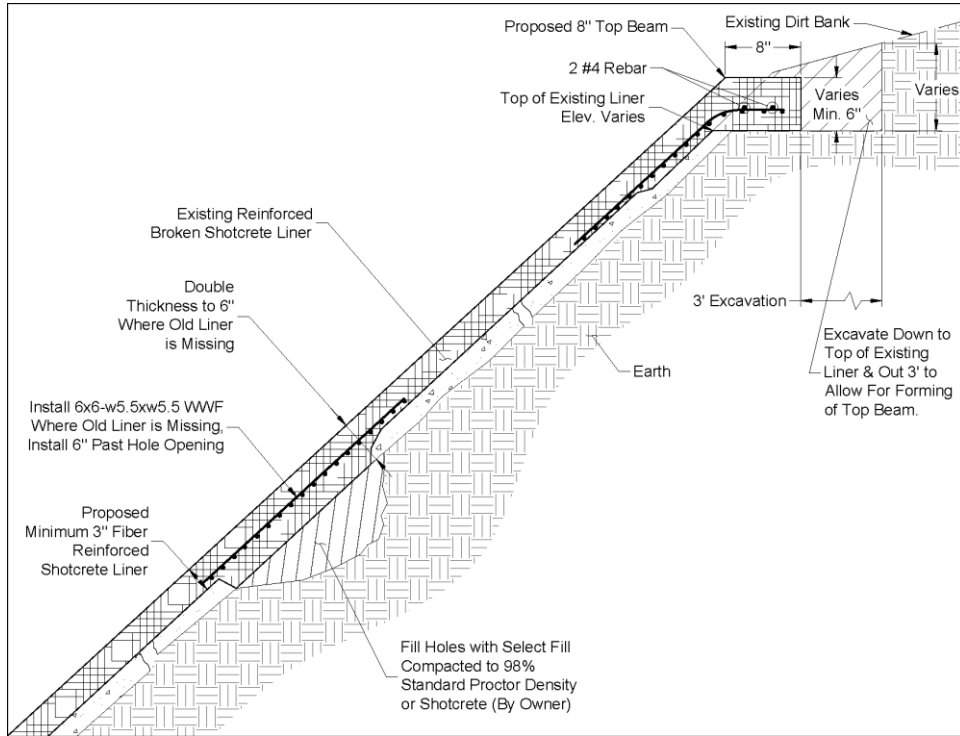 Proposed 8" Top Beam
Existing Dirt Bank
8"
2 #4 Rebar
Top of Existing Liner
Elev. Varies
Varies
Min. 6"
Varies
Existing Reinforced
Broken Shotcrete Liner
Double
Thickness to 6"
Where Old Liner
is Missing
3' Excavation
Excavate Down to
Top of Existing
Liner & Out 3' to
Allow For Forming
of Top Beam.
Earth
Install 6x6-w5.5xw5.5 WWF
Where Old Liner is Missing,
Install 6" Past Hole Opening
Proposed
Minimum 3" Fiber
Reinforced
Shotcrete Liner
Fill Holes with Select Fill
Compacted to 98%
Standard Proctor Density
or Shotcrete (By Owner)